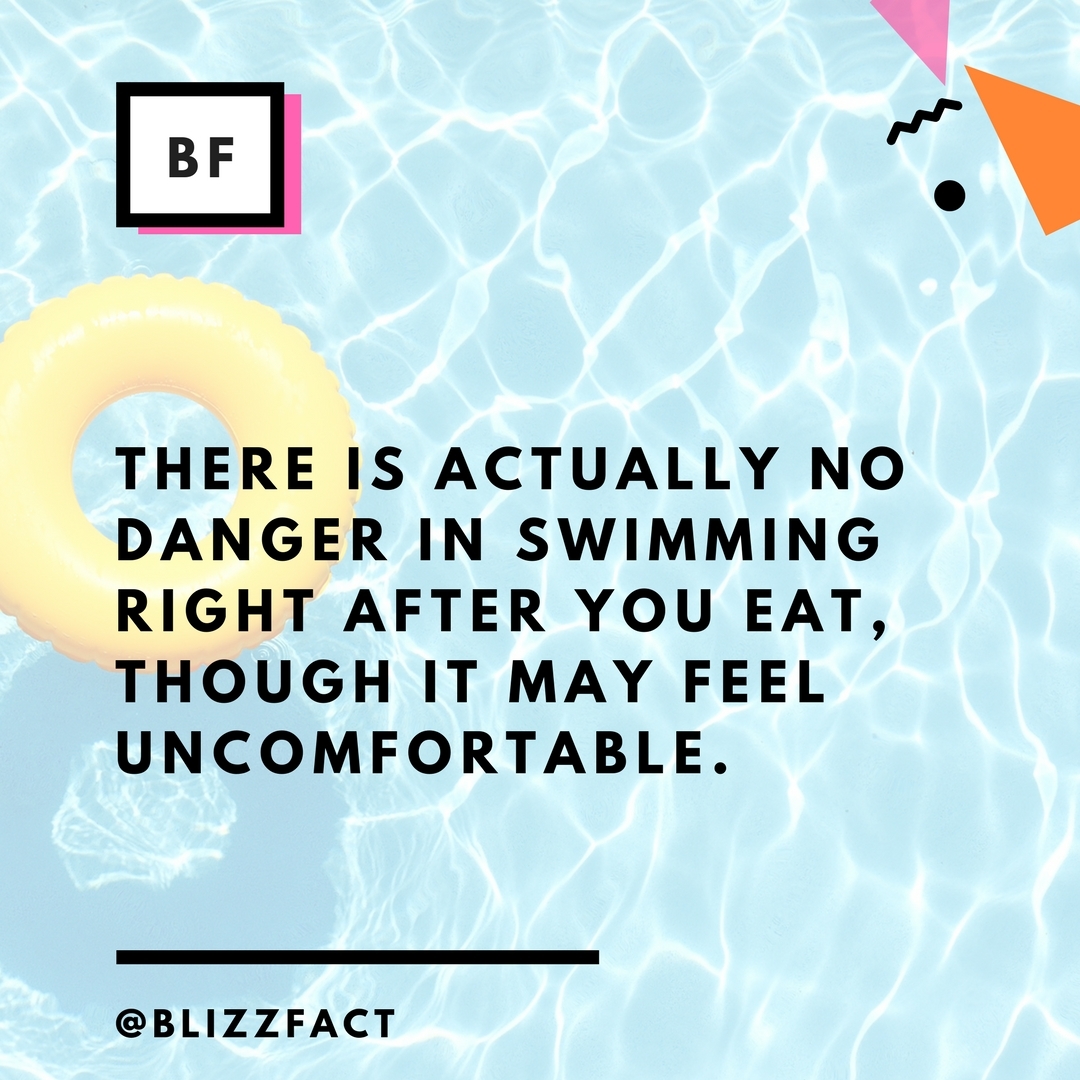 BF
THERE IS ACTUALLY NO
DANGER IN SWIMMING
RIGHT AFTER YOU EAT,
THOUGH IT MAY FEEL
UNCOMFORTABLE.
@BLIZZFACT